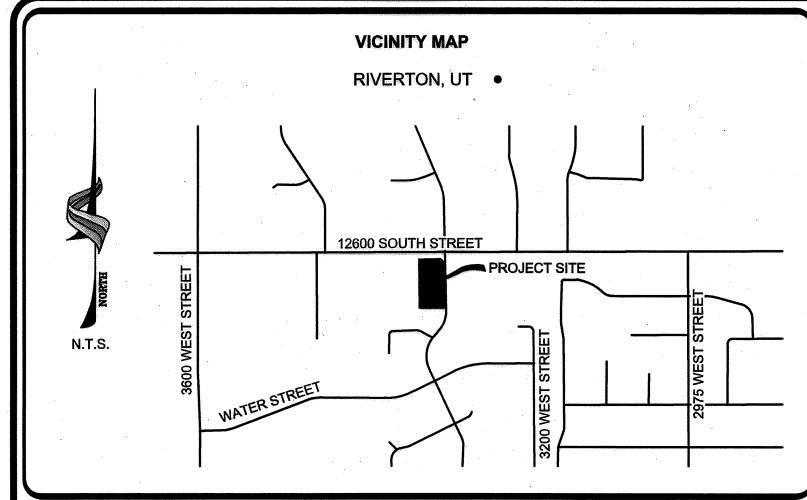 VICINITY MAP
RIVERTON, UT
12600 SOUTH STREET
PROJECT SITE
NORTH
N.T.S.
3600 WEST STREET
WATER STREET
3200 WEST STREET
2975 WEST STREET